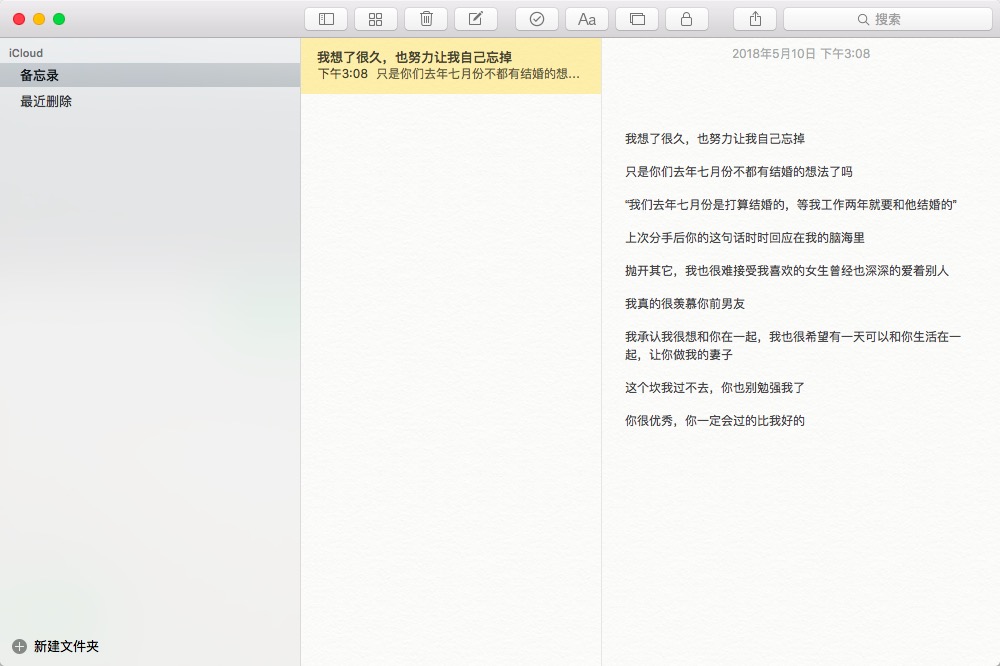 Aa
搜索
iCloud
备忘录
最近删除
新建文件夹
我想了很久，也努力让我自己忘掉
下午3:08 只是你们去年七月份不都有结婚的想…
2018年5月10日 下午3:08
我想了很久，也努力让我自己忘掉
只是你们去年七月份不都有结婚的想法了吗
“我们去年七月份是打算结婚的，等我工作两年就要和他结婚的”
上次分手后你的这句话时时回应在我的脑海里
抛开其它，我也很难接受我喜欢的女生曾经也深深的爱着别人
我真的很羡慕你前男友
我承认我很想和你在一起，我也很希望有一天可以和你生活在一
起，让你做我的妻子
这个坎我过不去，你也别勉强我了
你很优秀，你一定会过的比我好的